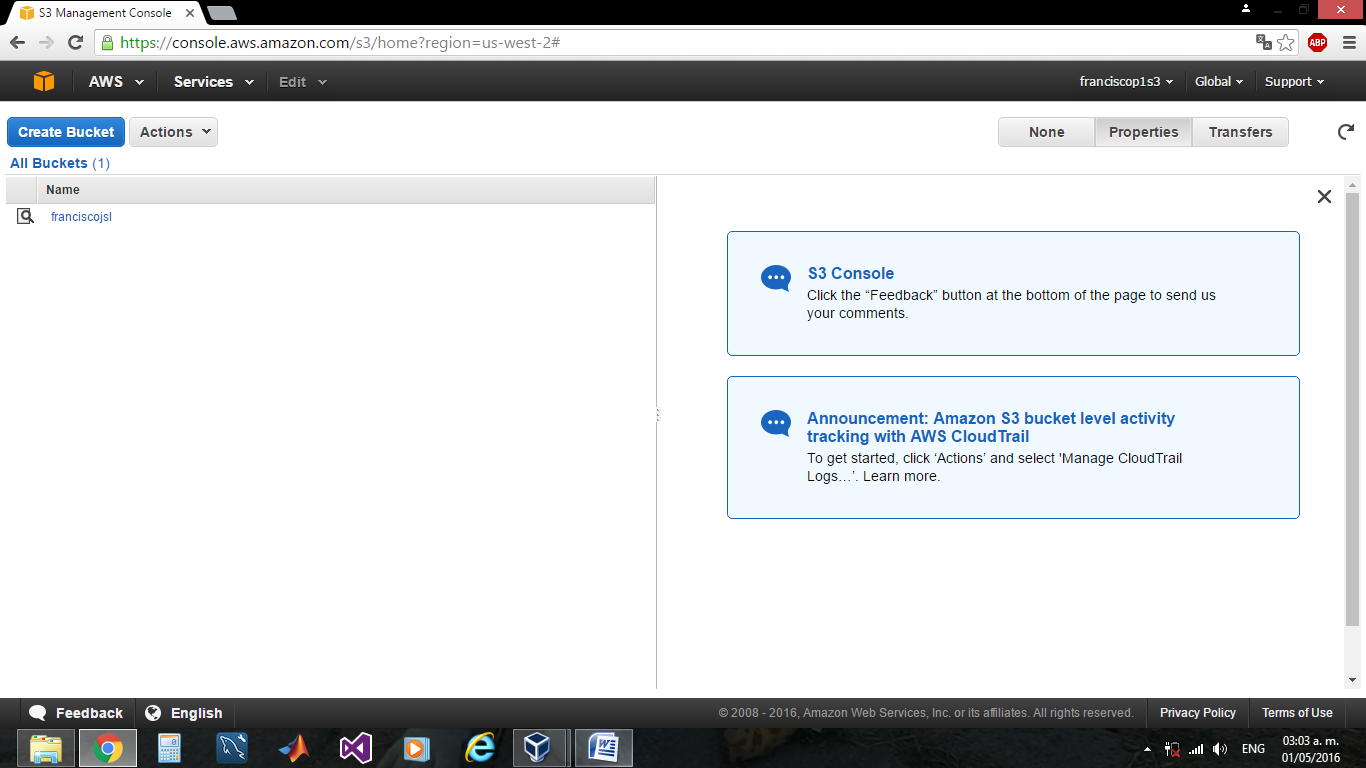 S3 Management Console
https://console.aws.amazon.com/s3/home?region=us-west-2#
ABP
AWS Services Edit franciscop1s3 Global Support
Create Bucket Actions None Properties Transfers
All Buckets (1)
Name
franciscojsl
S3 Console
Click the “Feedback” button at the bottom of the page to send us
your comments.
Announcement: Amazon S3 bucket level activity
tracking with AWS CloudTrail
To get started, click ‘Actions’ and select 'Manage CloudTrail
Logs…’. Learn more.
Feedback English © 2008 - 2016, Amazon Web Services, Inc. or its affiliates. All rights reserved. Privacy Policy Terms of Use
ENG 03:03 a. m.
01/05/2016